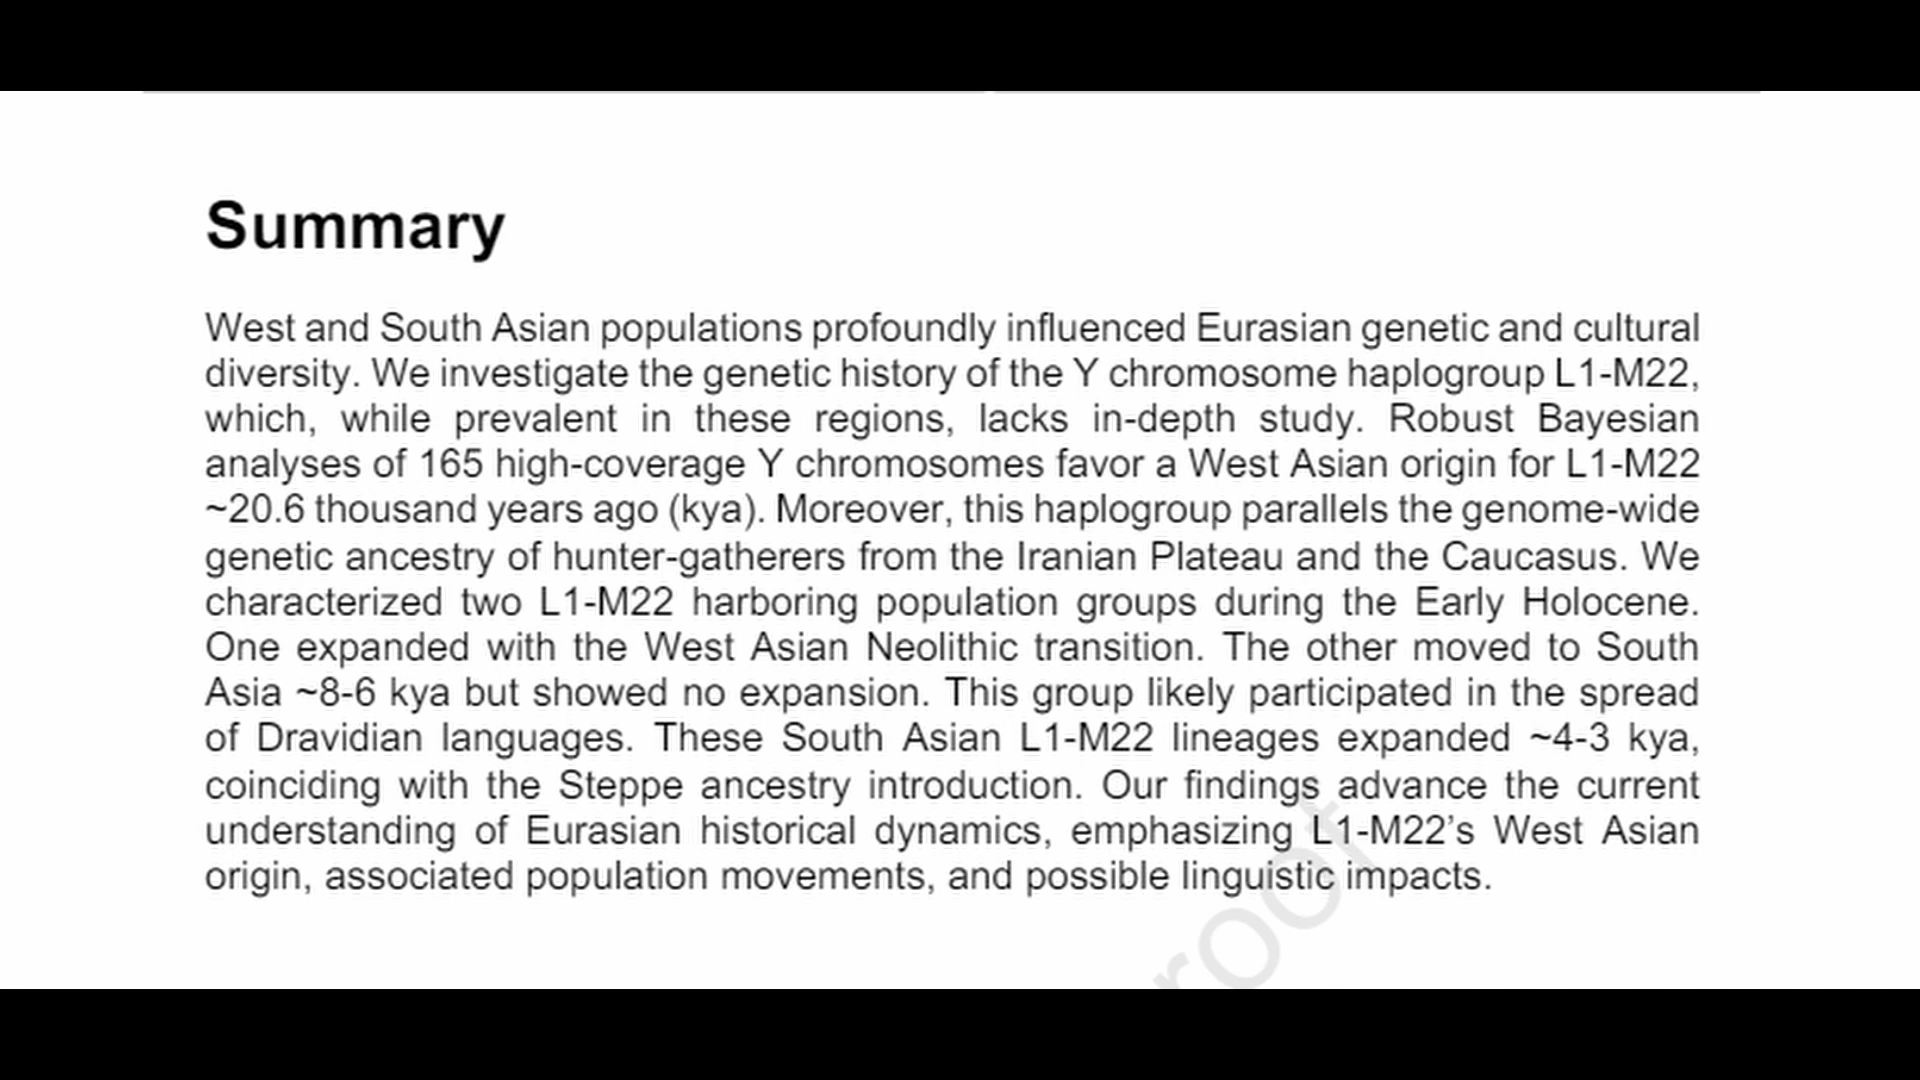 Summary
West and South Asian populations profoundly influenced Eurasian genetic and cultural
diversity. We investigate the genetic history of the Y chromosome haplogroup L1-M22,
which, while prevalent in these regions, lacks in-depth study. Robust Bayesian
analyses of 165 high-coverage Y chromosomes favor a West Asian origin for L1-M22
~20.6 thousand years ago (kya). Moreover, this haplogroup parallels the genome-wide
genetic ancestry of hunter-gatherers from the Iranian Plateau and the Caucasus. We
characterized two L1-M22 harboring population groups during the Early Holocene.
One expanded with the West Asian Neolithic transition. The other moved to South
Asia ~8-6 kya but showed no expansion. This group likely participated in the spread
of Dravidian languages. These South Asian L1-M22 lineages expanded ~4-3 kya,
coinciding with the Steppe ancestry introduction. Our findings advance the current
understanding of Eurasian historical dynamics, emphasizing L1-M22’s West Asian
origin, associated population movements, and possible linguistic impacts.
roof